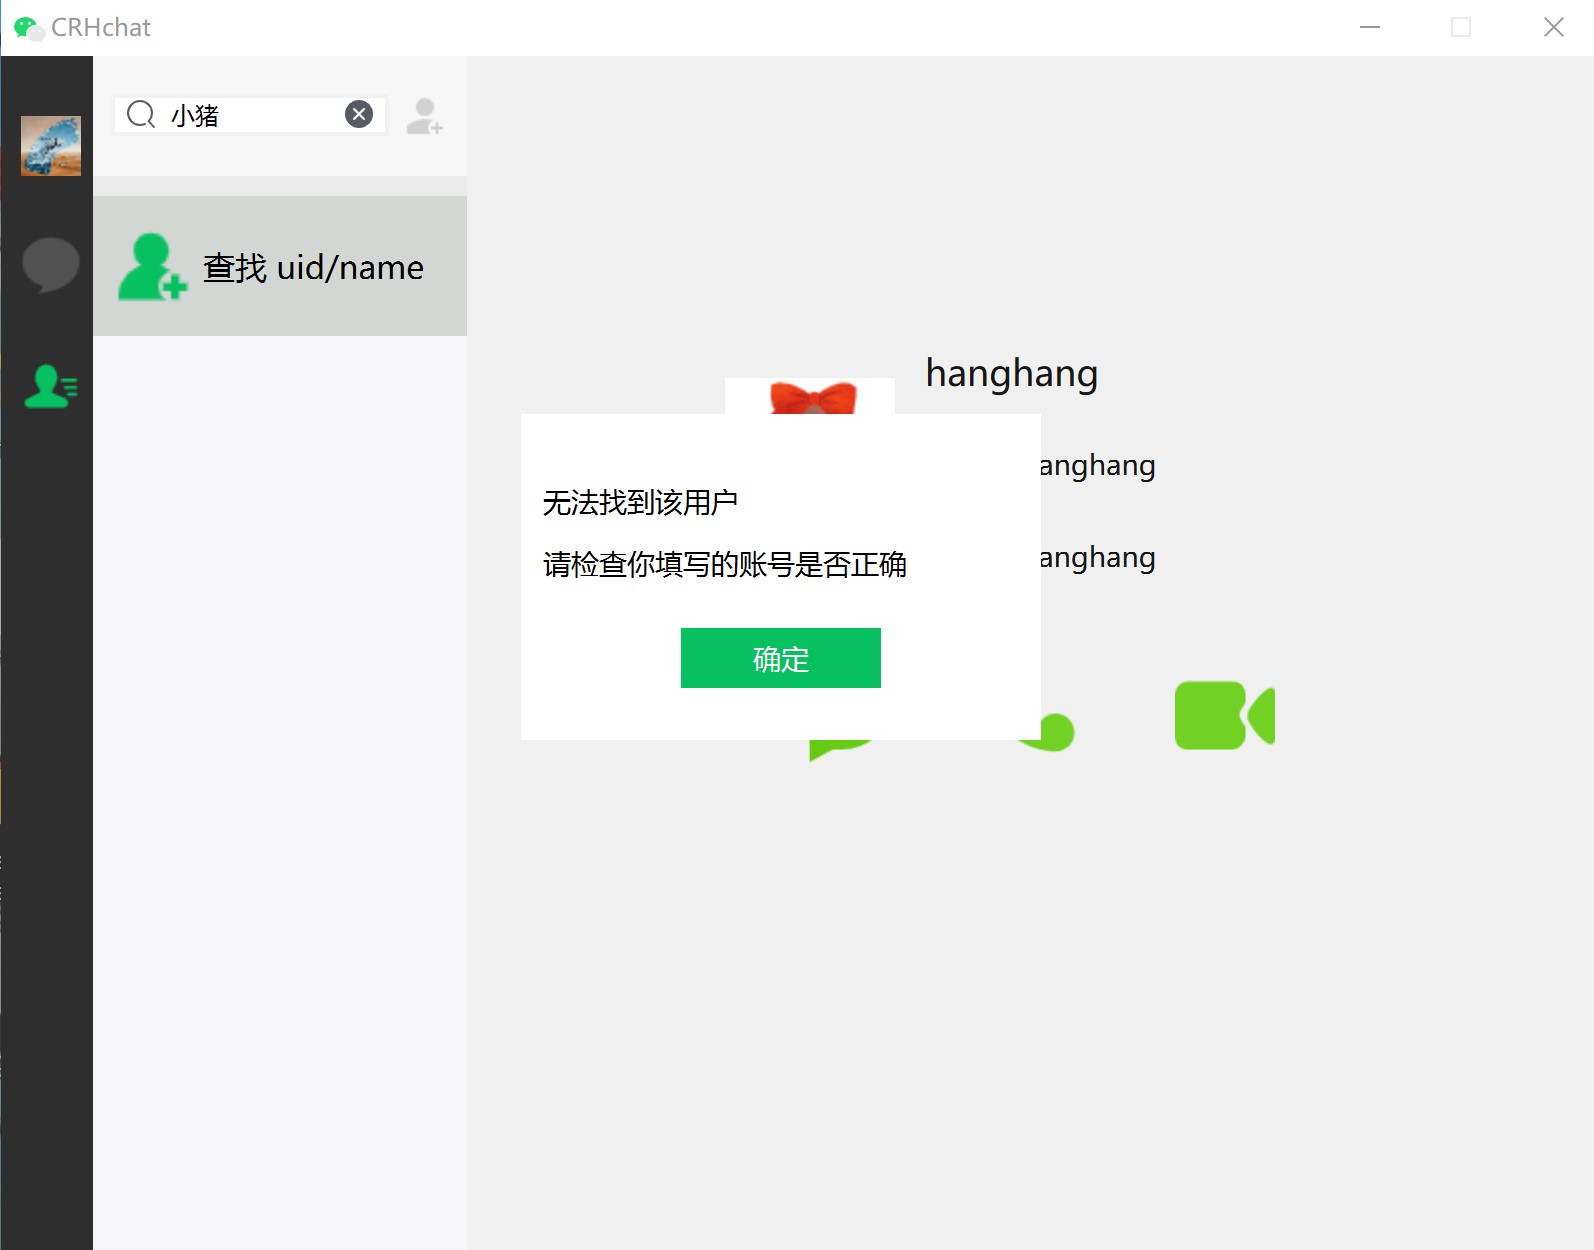 CRHchat
小猪
查找 uid/name
hanghang
anghang
anghang
无法找到该用户
请检查你填写的账号是否正确
确定